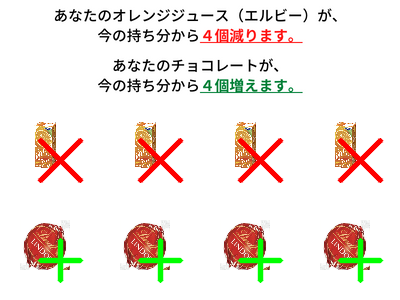 あなたのオレンジジュース（エルビー）が、
今の持ち分から４個減ります。
あなたのチョコレートが、
今の持ち分から４個増えます。